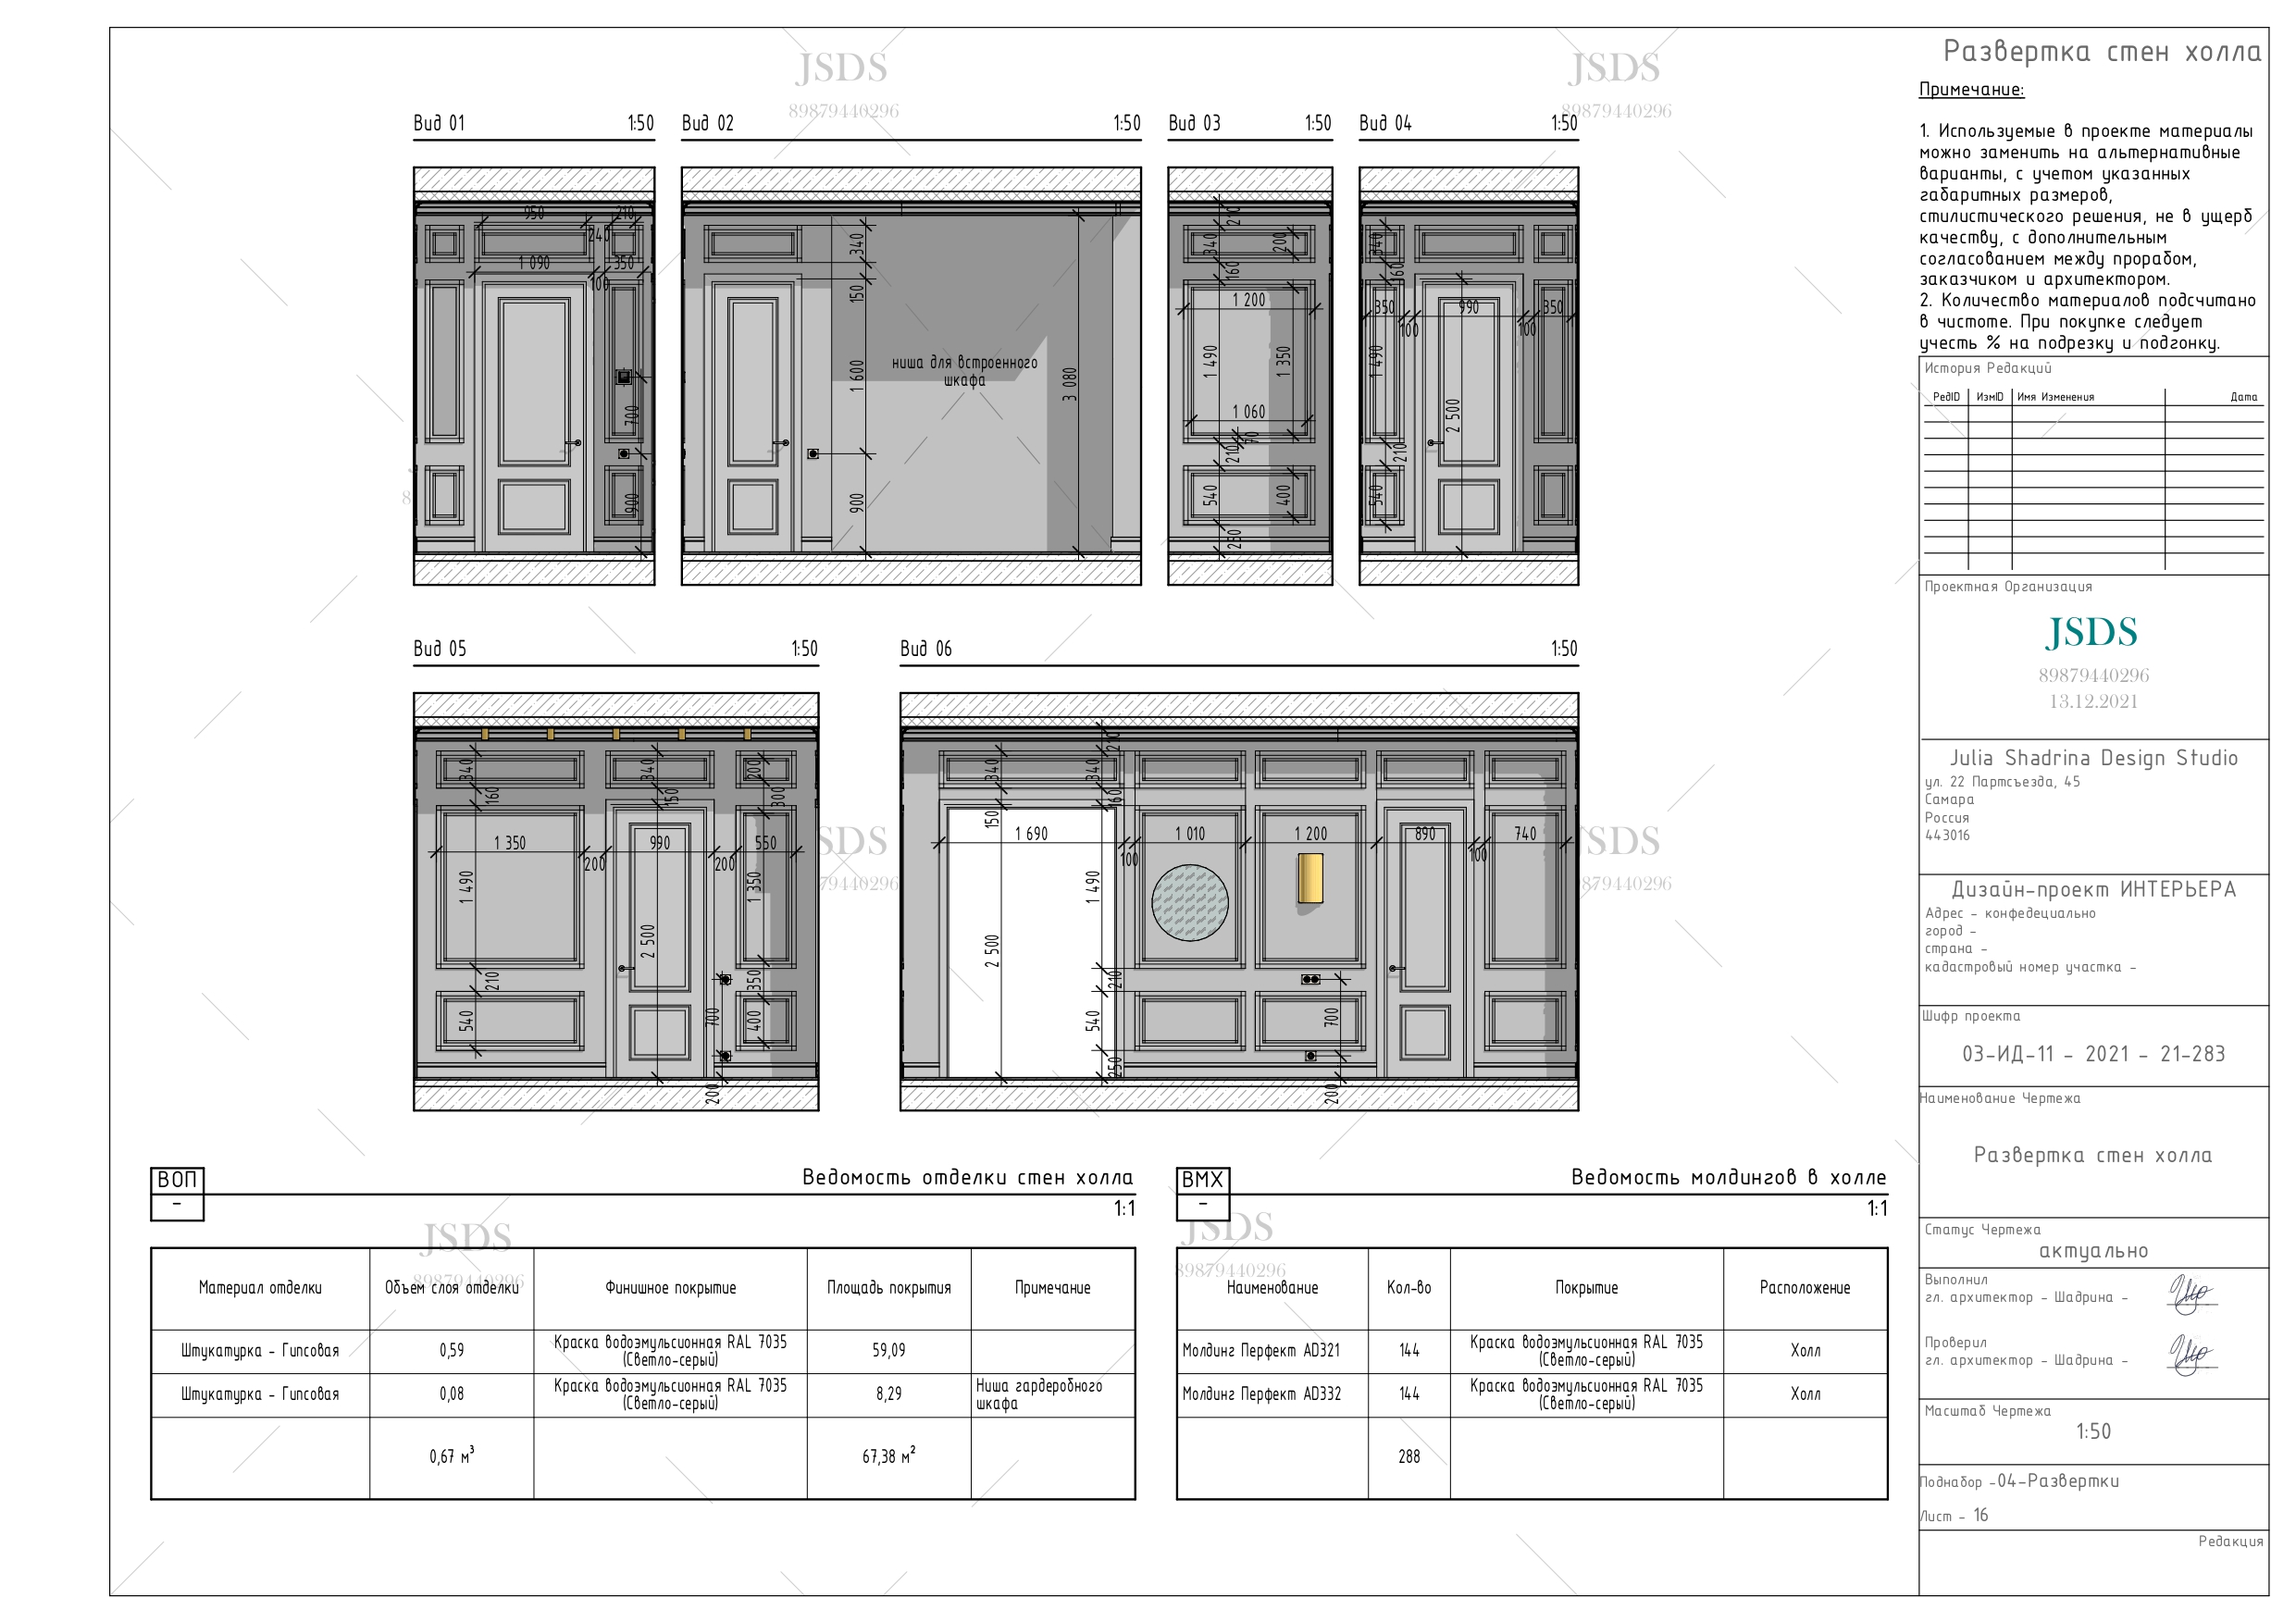 Развертка стен холла
Примечание:
1. Используемые в проекте материалы
можно заменить на альтернативные
варианты, с учетом указанных
габаритных размеров,
стилистического решения, не в ущерб
качеству, с дополнительным
согласованием между прорабом,
заказчиком и архитектором.
2. Количество материалов подсчитано
в чистоте. При покупке следует
учесть % на подрезку и подгонку.
История Редакций
РедID ИзмID Имя Изменения Дата
Проектная Организация
JSDS
89879440296
13.12.2021
Julia Shadrina Design Studio
ул. 22 Партсъезда, 45
Самара
Россия
443016
Дизайн-проект ИНТЕРЬЕРА
Адрес - конфедециально
город -
страна -
кадастровый номер участка -
Шифр проекта
03-ИД-11 - 2021 - 21-283
Наименование Чертежа
Развертка стен холла
Статус Чертежа
актуально
Выполнил
гл. архитектор - Шадрина -
Проверил
гл. архитектор - Шадрина -
Масштаб Чертежа
1:50
Поднабор -04-Развертки
Лист - 16
Редакция
JSDS
89879440296
JSDS
89879440296
Вид 01 1:50
950
210
240
1 090
350
100
700
900
Вид 02 1:50
340
150
1 600
900
ниша для встроенного
шкафа
3 080
Вид 03 1:50
210
340
200
160
1 200
1 490
1 350
1 060
210
70
540
400
250
Вид 04 1:50
340
160
350
990
350
100
100
1 490
2 500
210
540
Вид 05 1:50
340
340
200
160
150
300
1 350
990
550
200
200
1 490
1 350
2 500
210
350
540
700
400
200
Вид 06 1:50
210
340
340
160
150
1 690
1 010
1 200
890
740
100
100
1 490
2 500
210
540
700
250
200
ВОП
-
Ведомость отделки стен холла
1:1
JSDS
89879440296
Материал отделки Объем слоя отделки Финишное покрытие Площадь покрытия Примечание
Штукатурка - Гипсовая 0,59 Краска водоэмульсионная RAL 7035 (Светло-серый) 59,09
Штукатурка - Гипсовая 0,08 Краска водоэмульсионная RAL 7035 (Светло-серый) 8,29 Ниша гардеробного шкафа
0,67 м³ 67,38 м²
ВМХ
-
Ведомость молдингов в холле
1:1
JSDS
89879440296
Наименование Кол-во Покрытие Расположение
Молдинг Перфект AD321 144 Краска водоэмульсионная RAL 7035 (Светло-серый) Холл
Молдинг Перфект AD332 144 Краска водоэмульсионная RAL 7035 (Светло-серый) Холл
288